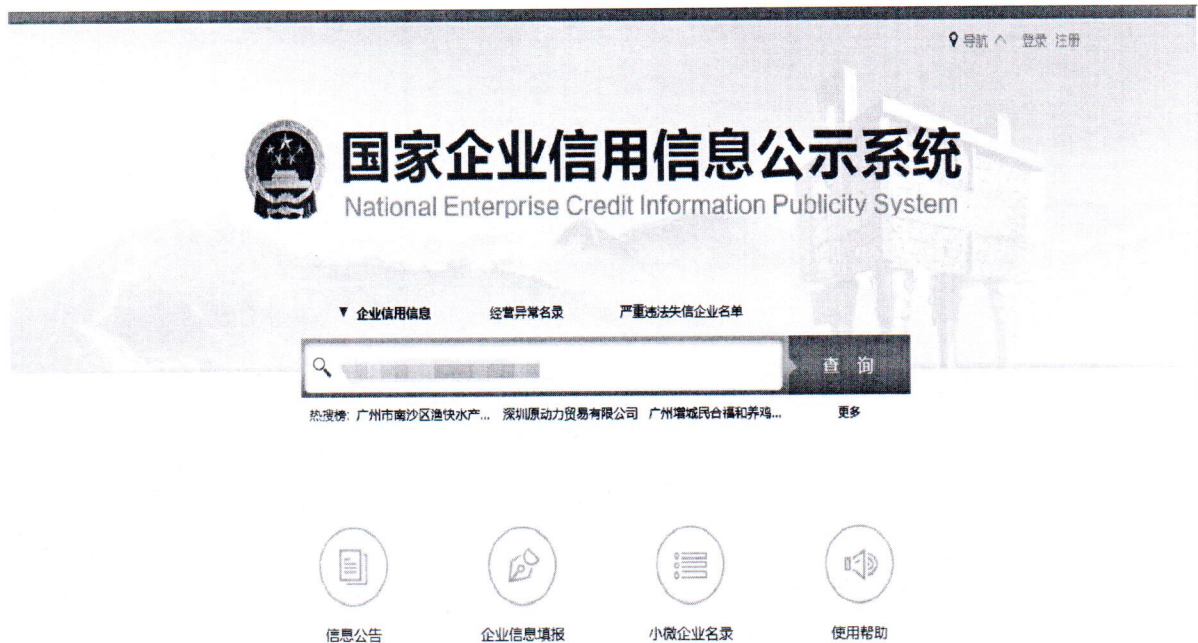 导航 へ 登录 注册
国家企业信用信息公示系统
National Enterprise Credit Information Publicity System
▼ 企业信用信息 经营异常名录 严重违法失信企业名单
查 询
热搜榜: 广州市南沙区渔快水产... 深圳原动力贸易有限公司 广州增城民合福和养鸡... 更多
信息公告 企业信息填报 小微企业名录 使用帮助